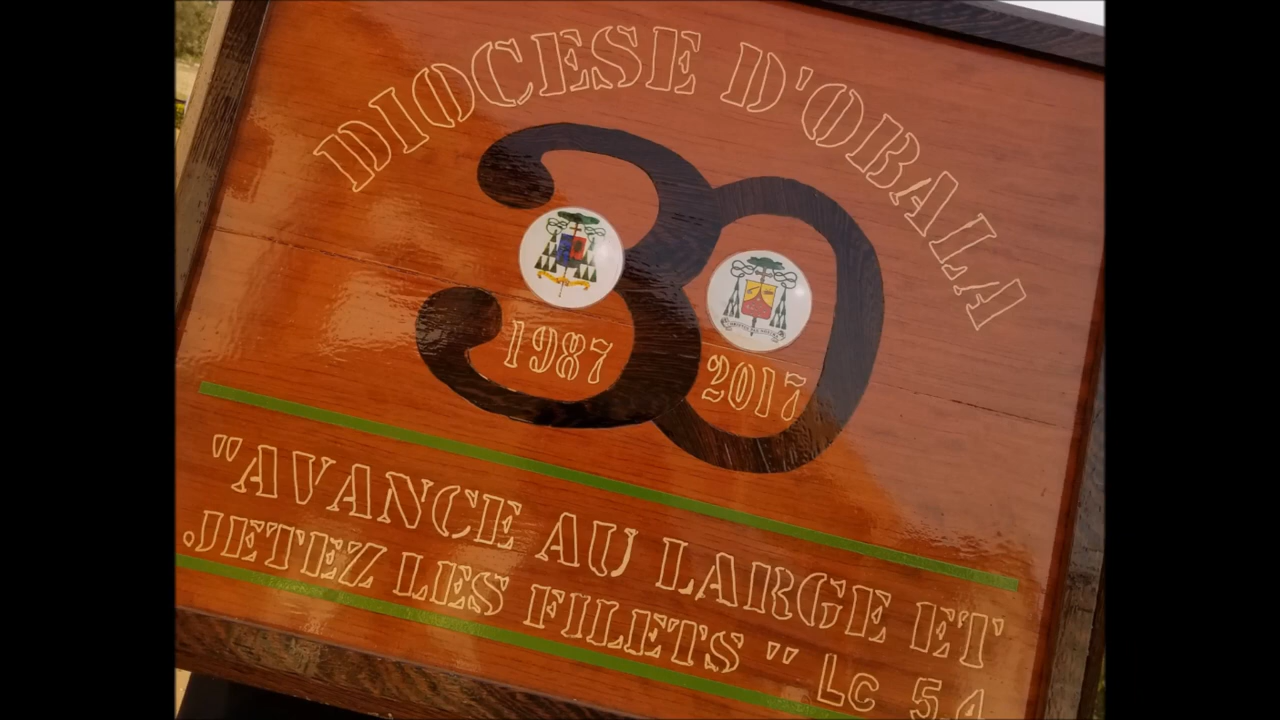 DIOCESE D'OBALA
30
1987
2017
"AVANCE AU LARGE ET
JETEZ LES FILETS" Lc 5,4